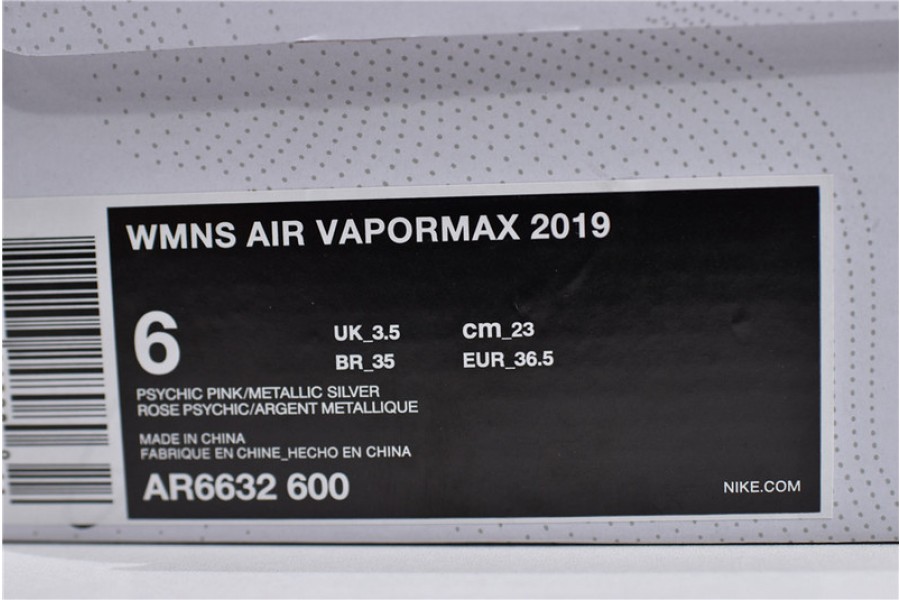 WMNS AIR VAPORMAX 2019
6
UK_3.5 cm_23
BR_35 EUR_36.5
PSYCHIC PINK/METALLIC SILVER
ROSE PSYCHIC/ARGENT METALLIQUE
MADE IN CHINA
FABRIQUE EN CHINE_HECHO EN CHINA
AR6632 600
NIKE.COM